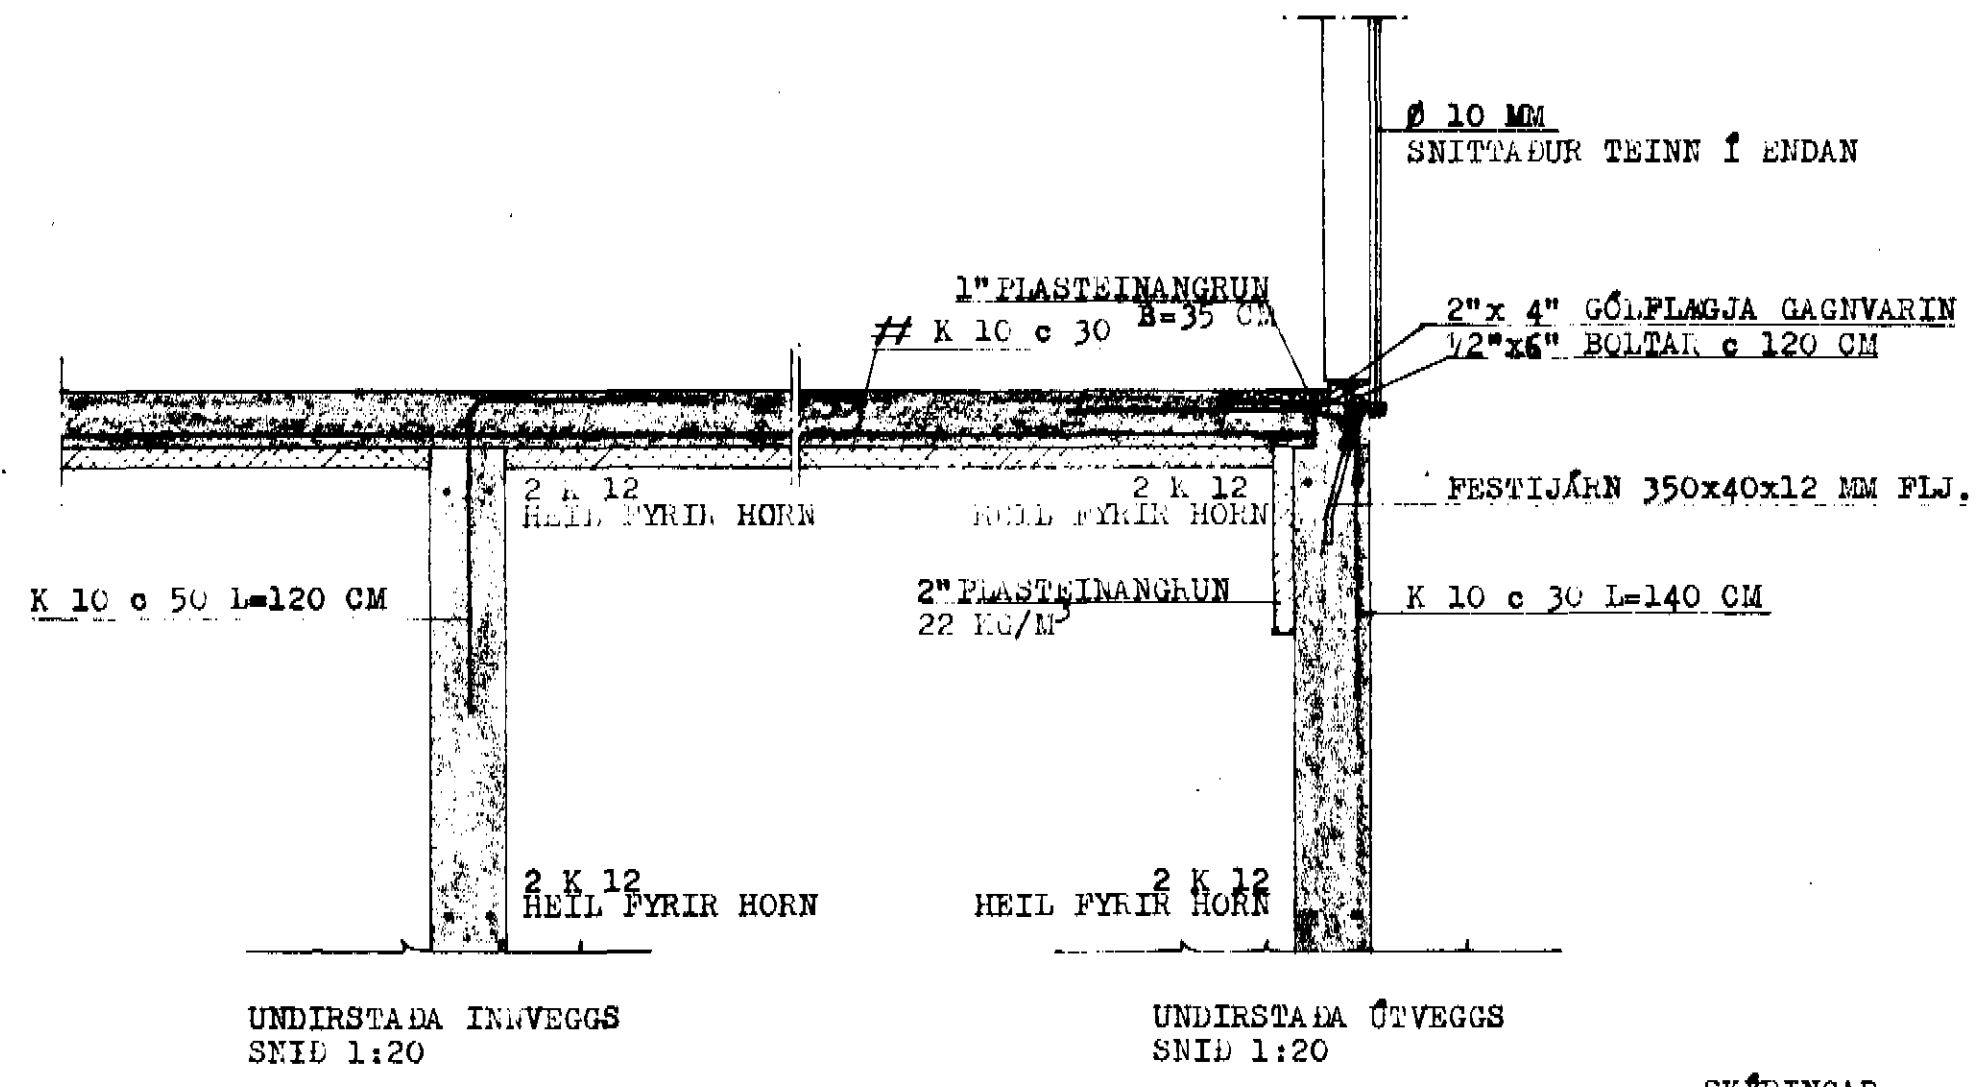 Ø 10 MM
SNITTAÐUR TEINN Í ENDAN
1" PLASTEINANGRUN
B=35 CM
# K 10 c 30
2"x 4" GÓLFLÆGJA GAGNVARIN
1/2"x6" BOLTAR c 120 CM
2 K 12
HEIL FYRIR HORN
2 K 12
HEIL FYRIR HORN
FESTIJÁRN 350x40x12 MM FLJ.
K 10 c 50 L=120 CM
2" PLASTEINANGRUN
22 KG/M³
K 10 c 30 L=140 CM
2 K 12
HEIL FYRIR HORN
2 K 12
HEIL FYRIR HORN
UNDIRSTAÐA INNVEGGS
SNIÐ 1:20
UNDIRSTAÐA ÚTVEGGS
SNIÐ 1:20